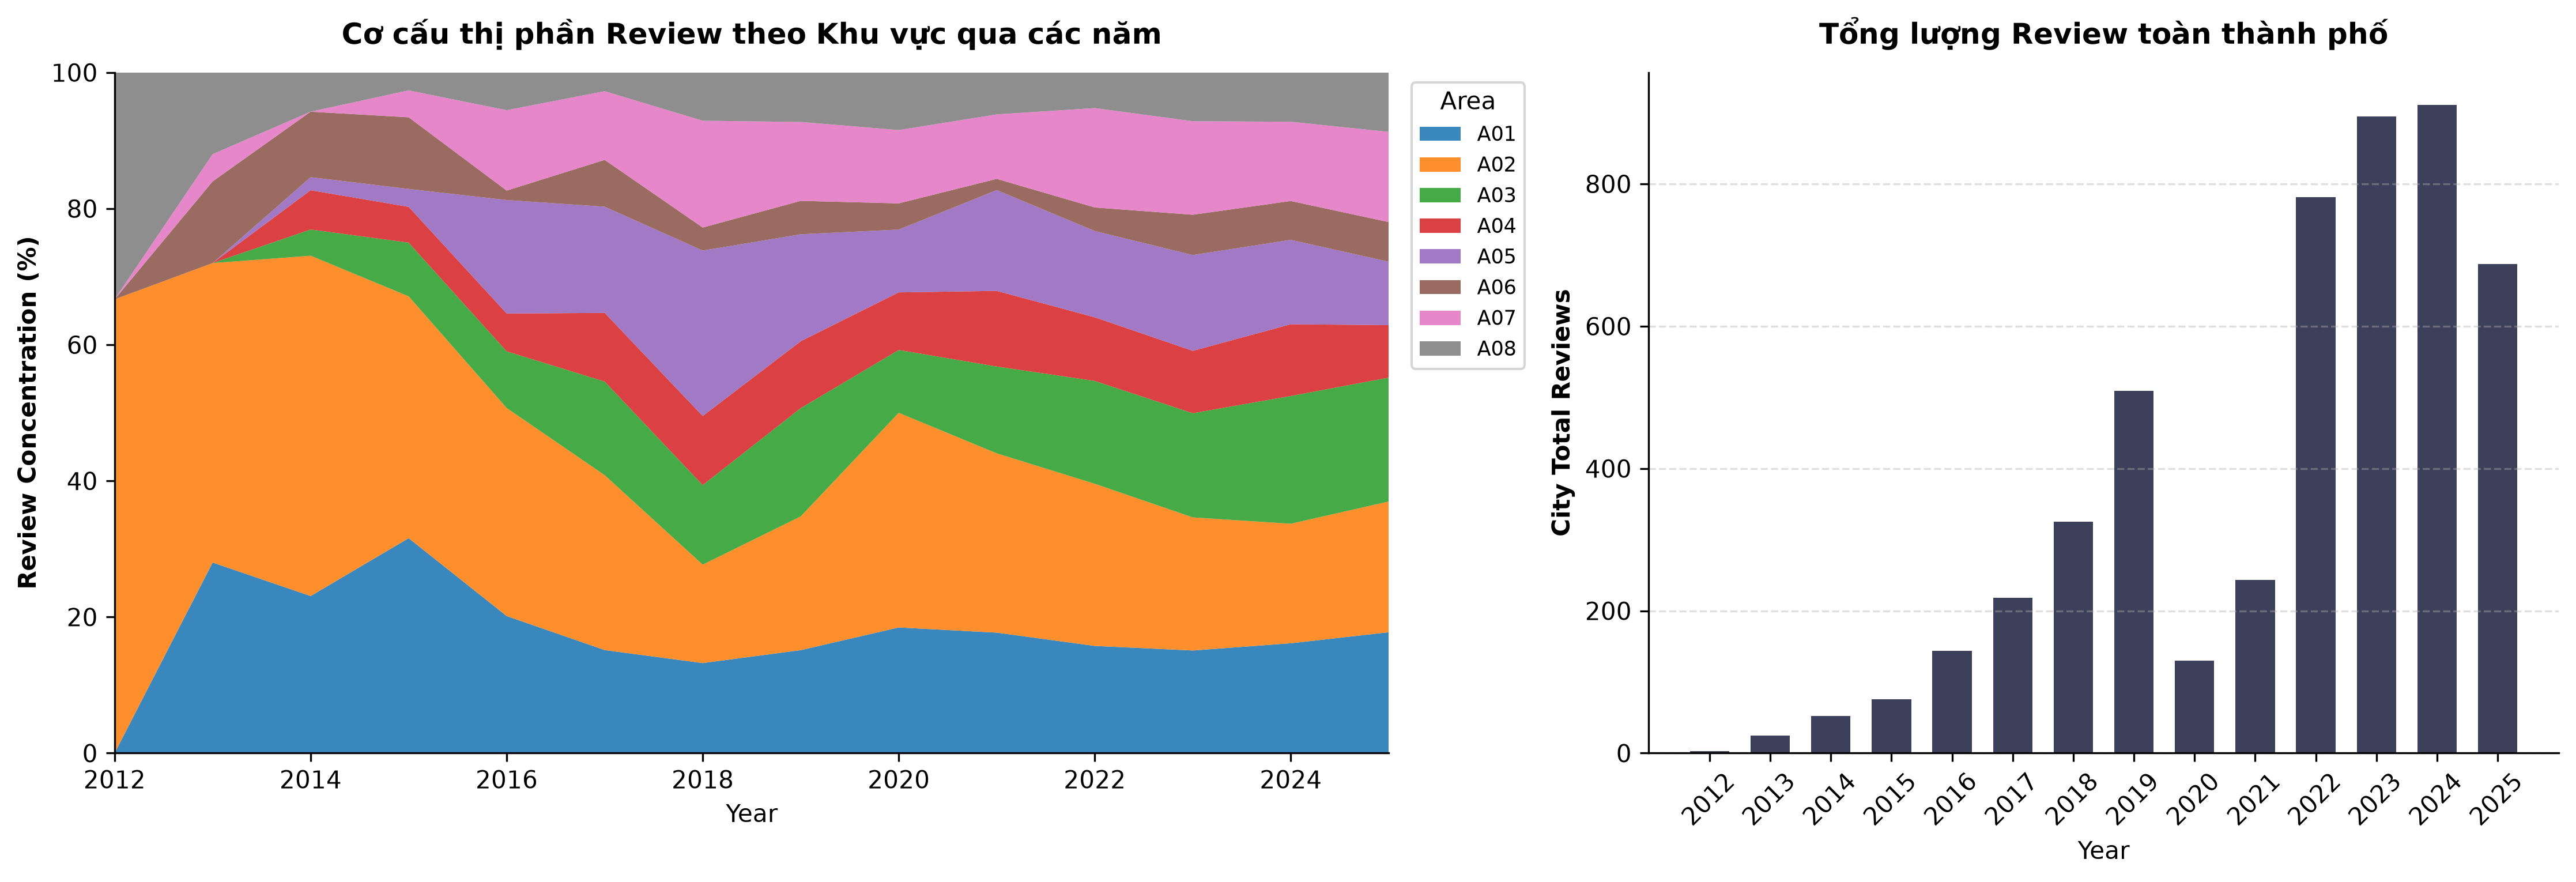 Cơ cấu thị phần Review theo Khu vực qua các năm
Review Concentration (%)
100
80
60
40
20
0
2012 2014 2016 2018 2020 2022 2024
Year
Area
A01
A02
A03
A04
A05
A06
A07
A08
Tổng lượng Review toàn thành phố
City Total Reviews
800
600
400
200
0
2012 2013 2014 2015 2016 2017 2018 2019 2020 2021 2022 2023 2024 2025
Year